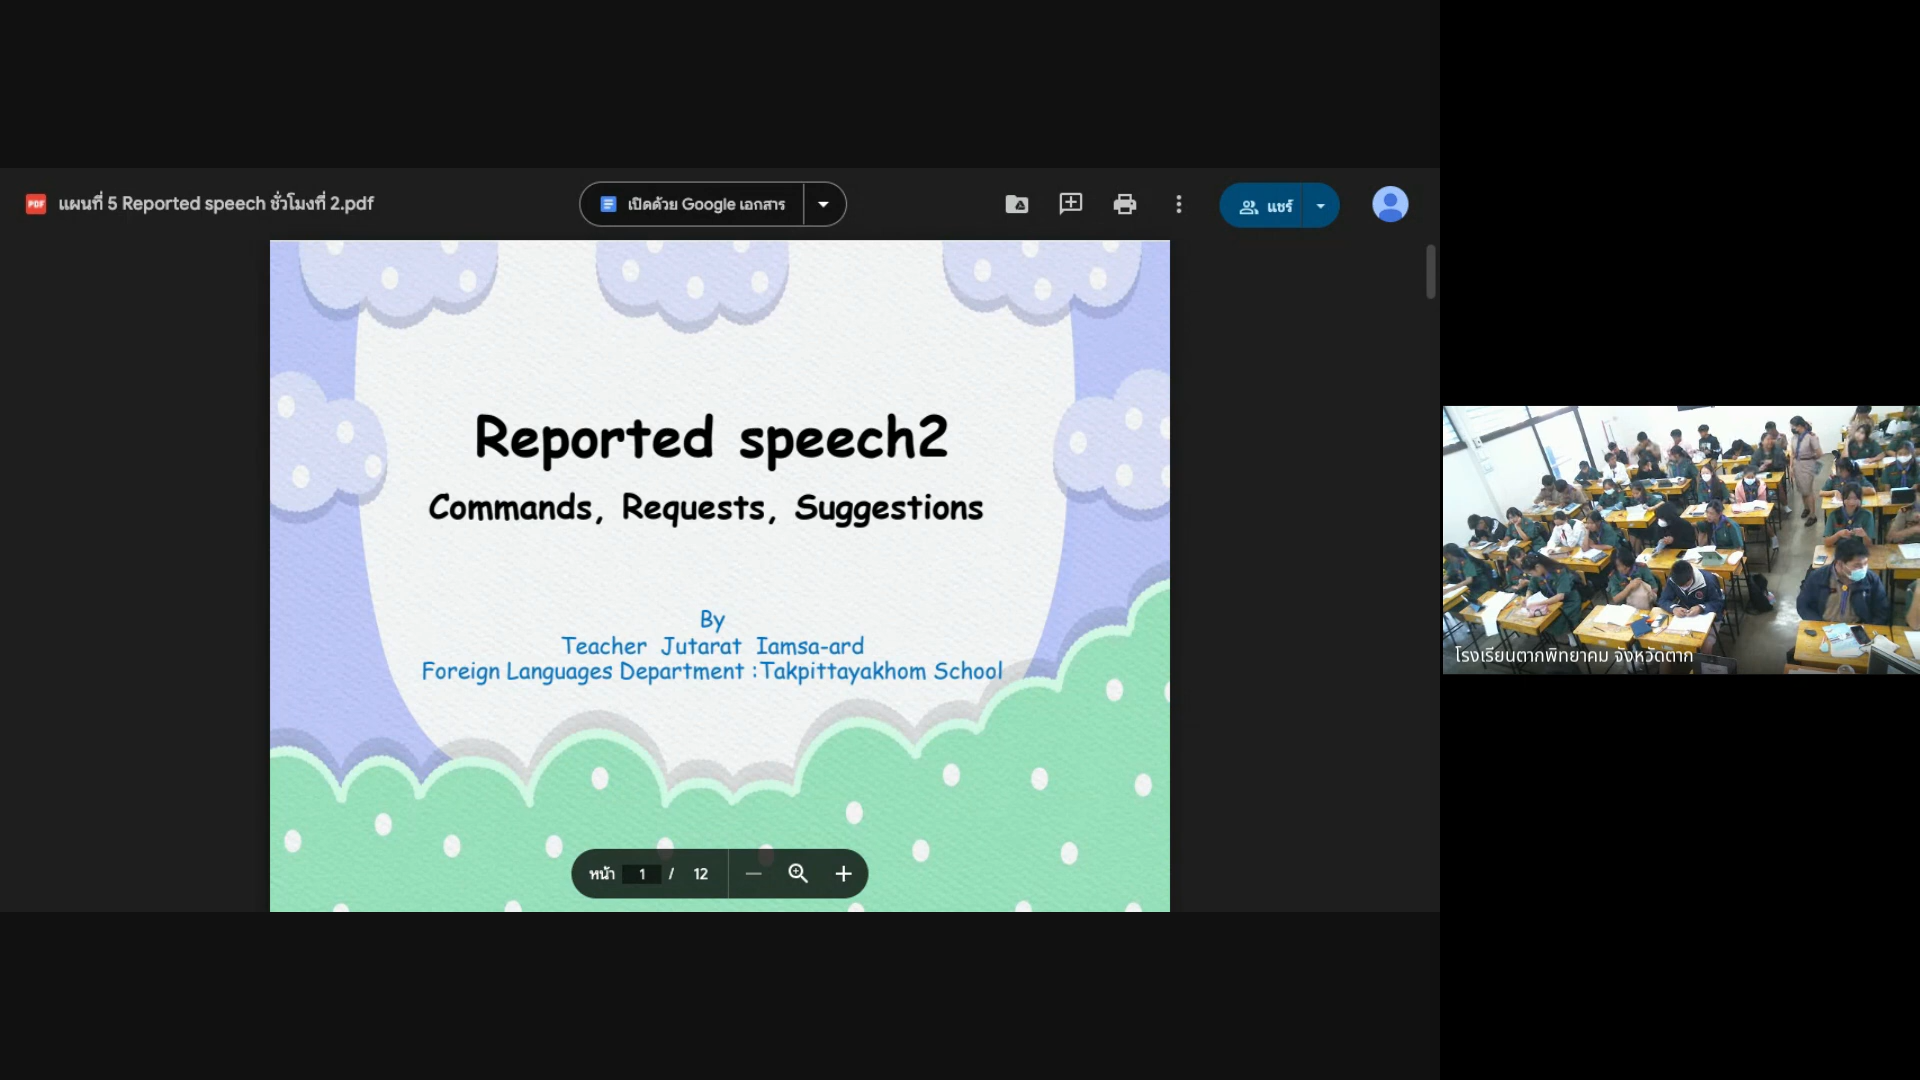 PDF แผนที่ 5 Reported speech ชั่วโมงที่ 2.pdf
เปิดด้วย Google เอกสาร
แชร์
Reported speech2
Commands, Requests, Suggestions
By
Teacher Jutarat Iamsa-ard
Foreign Languages Department :Takpittayakhom School
หน้า 1 / 12
โรงเรียนตากพิทยาคม จังหวัดตาก